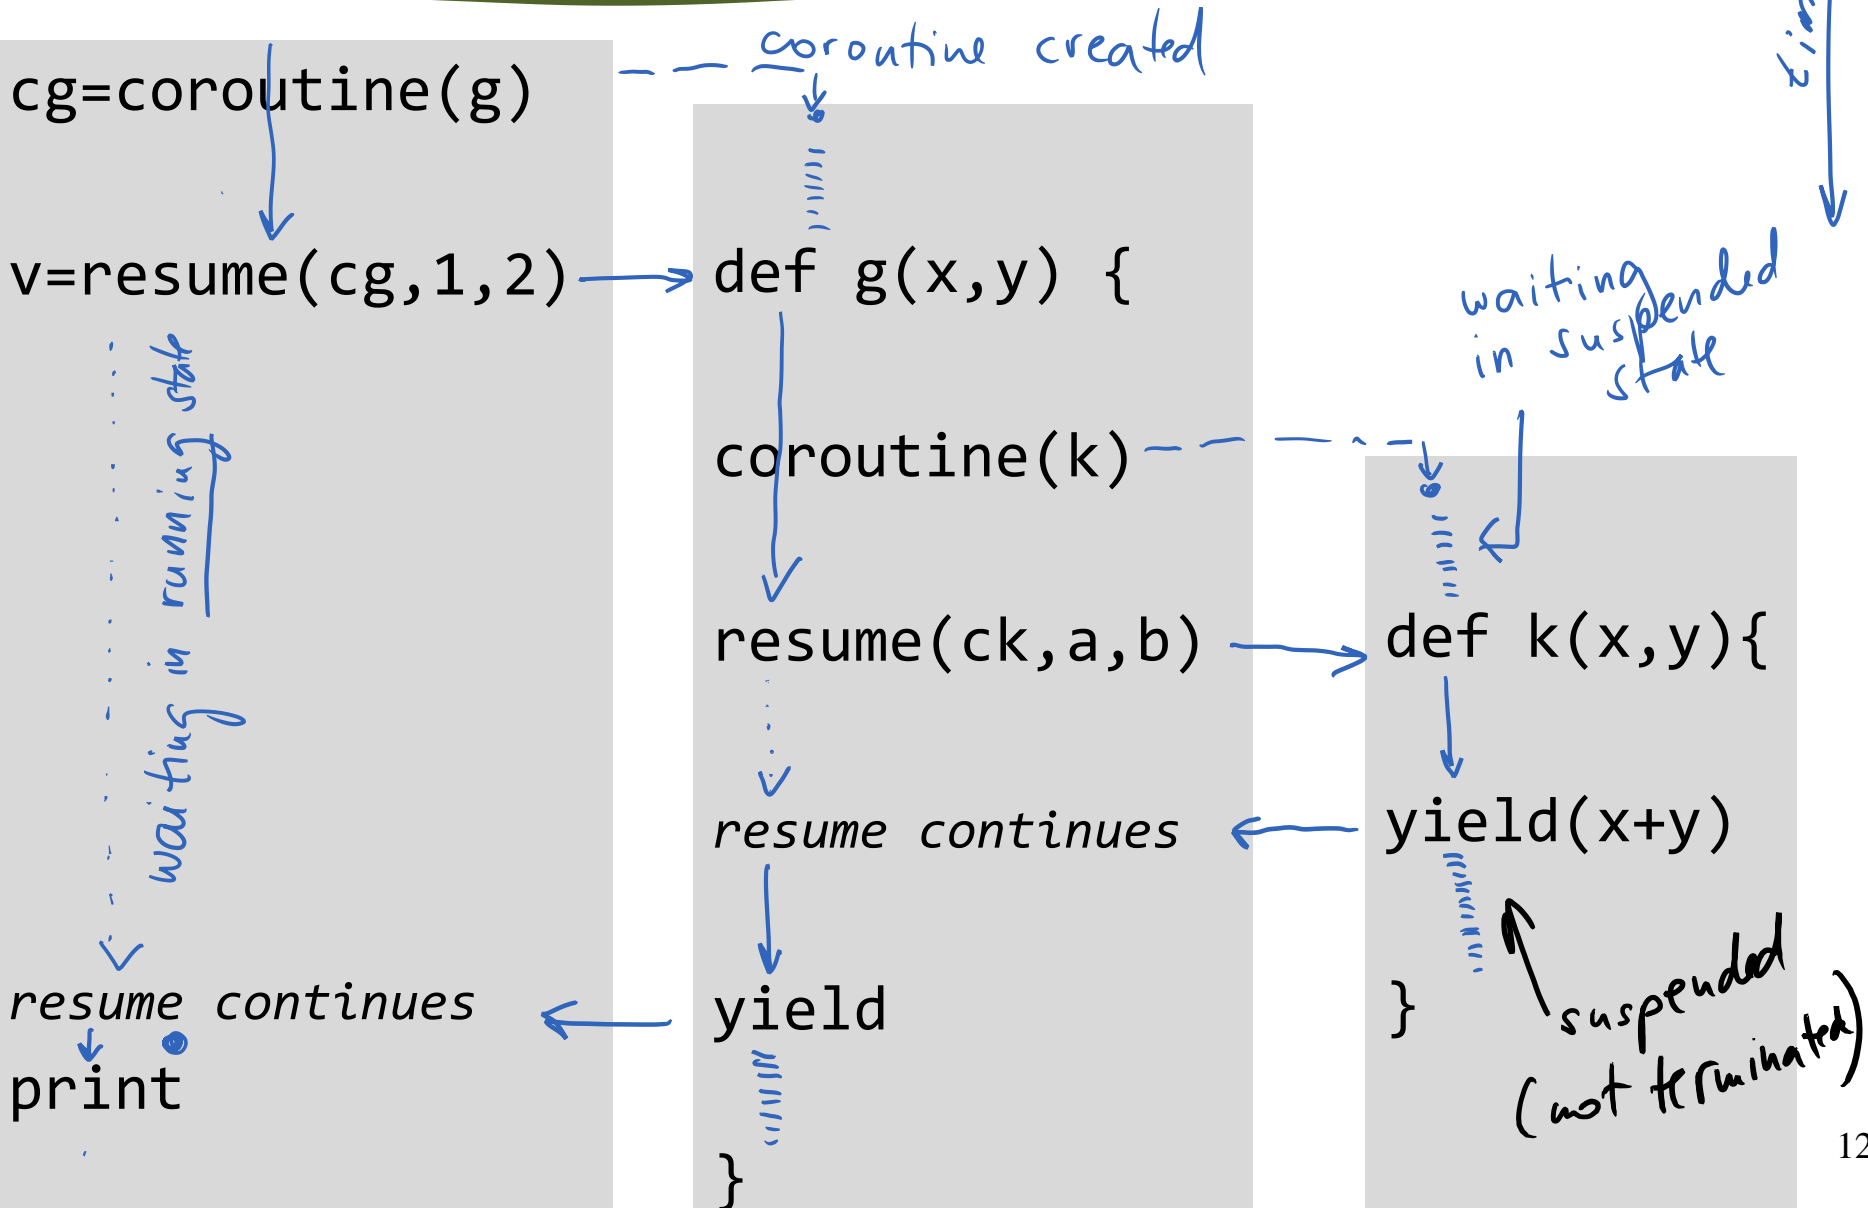 coroutine created
cg=coroutine(g)
v=resume(cg,1,2)
waiting in running state
resume continues
print
def g(x,y) {
coroutine(k)
resume(ck,a,b)
resume continues
yield
}
waiting
in suspended
state
def k(x,y){
yield(x+y)
}
suspended
(not terminated)
12